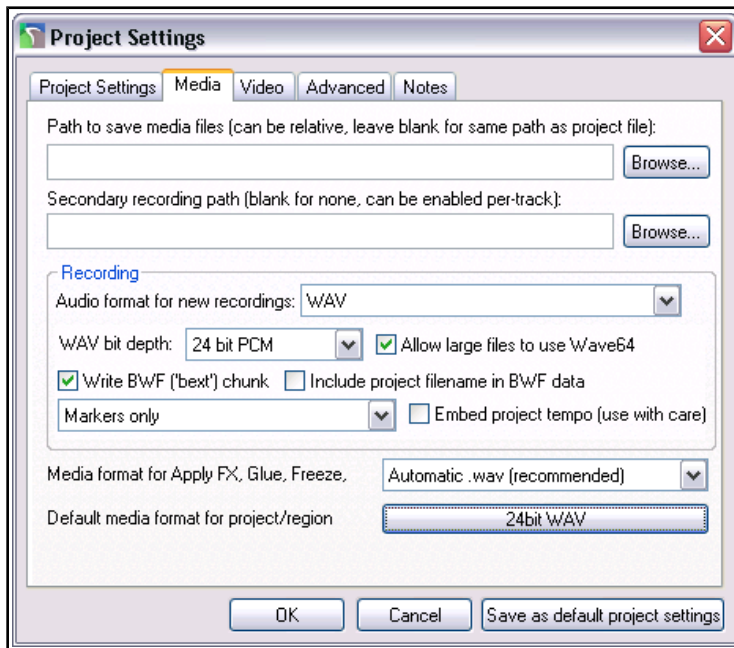 Project Settings
Project Settings Media Video Advanced Notes
Path to save media files (can be relative, leave blank for same path as project file):
Browse...
Secondary recording path (blank for none, can be enabled per-track):
Browse...
Recording
Audio format for new recordings: WAV
WAV bit depth: 24 bit PCM Allow large files to use Wave64
Write BWF ('bext') chunk Include project filename in BWF data
Markers only Embed project tempo (use with care)
Media format for Apply FX, Glue, Freeze, Automatic .wav (recommended)
Default media format for project/region 24bit WAV
OK Cancel Save as default project settings